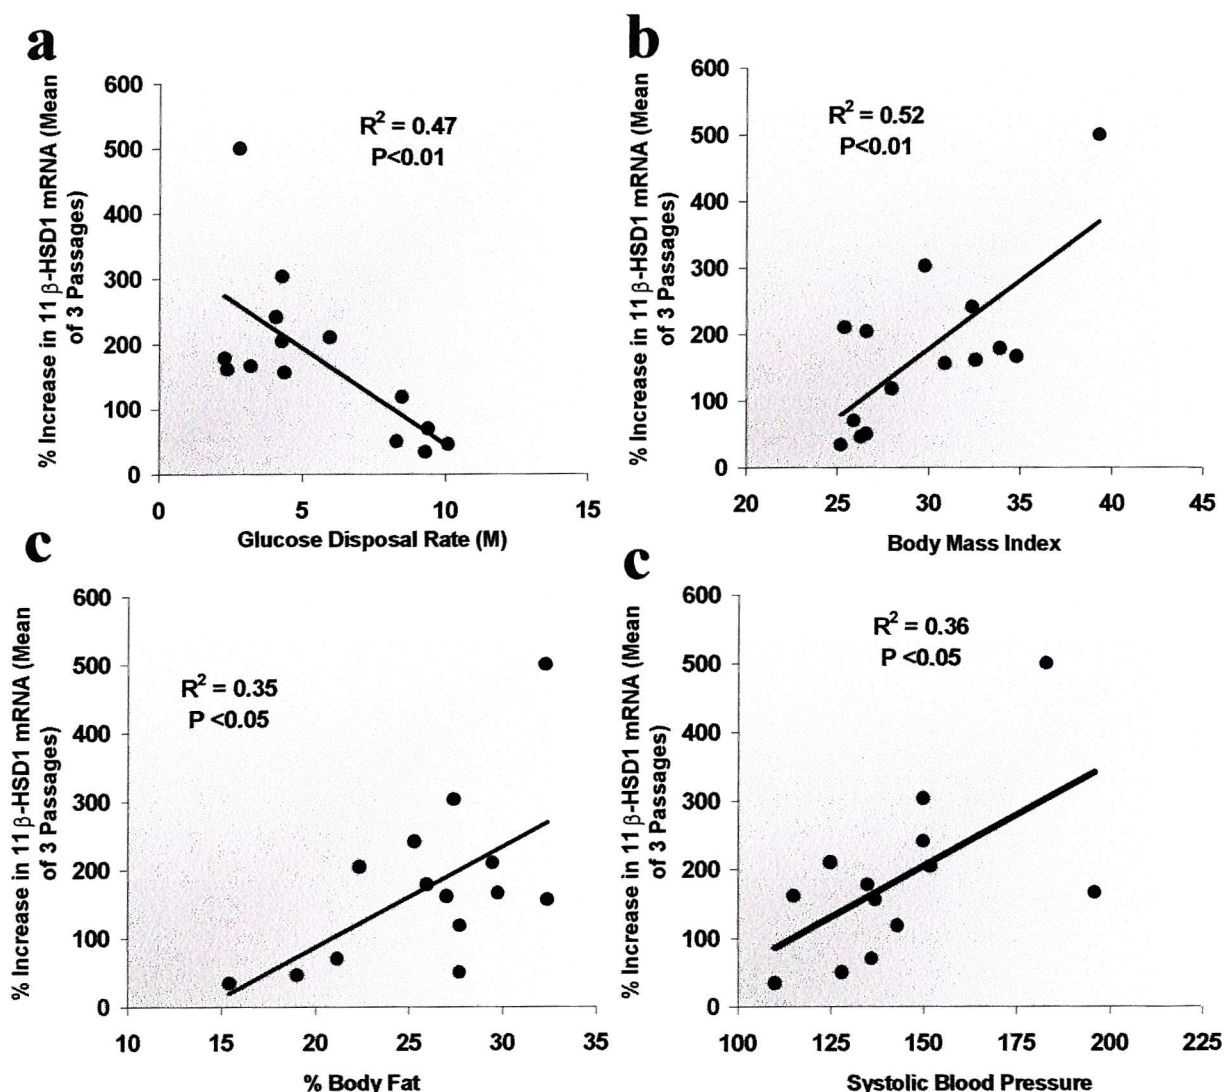 a
% Increase in 11 β-HSD1 mRNA (Mean
of 3 Passages)
600
500
400
300
200
100
0
R² = 0.47
P<0.01
0
5
10
15
Glucose Disposal Rate (M)
b
% Increase in 11 β-HSD1 mRNA (Mean
of 3 Passages)
600
500
400
300
200
100
0
R² = 0.52
P<0.01
20
25
30
35
40
45
Body Mass Index
c
% Increase in 11 β-HSD1 mRNA (Mean
of 3 Passages)
600
500
400
300
200
100
0
R² = 0.35
P <0.05
10
15
20
25
30
35
% Body Fat
c
% Increase in 11 β-HSD1 mRNA (Mean
of 3 Passages)
600
500
400
300
200
100
0
R² = 0.36
P <0.05
100
125
150
175
200
225
Systolic Blood Pressure